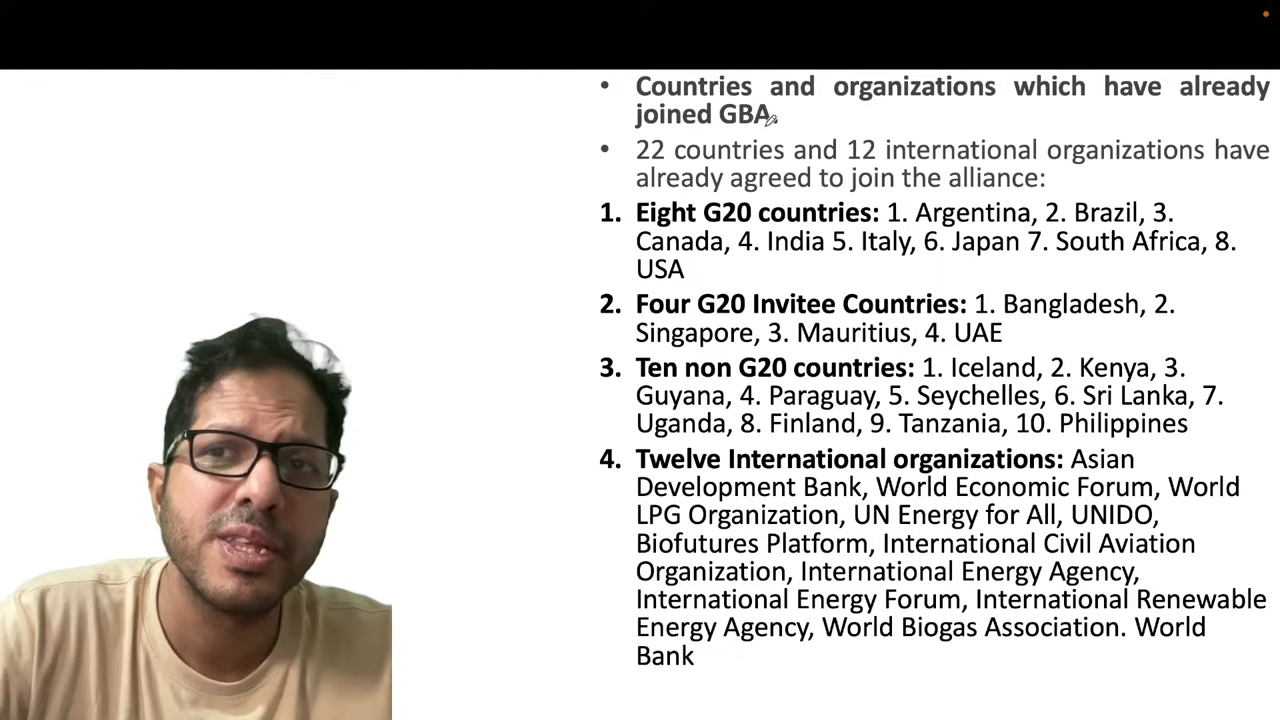 • Countries and organizations which have already
joined GBA
• 22 countries and 12 international organizations have
already agreed to join the alliance:
1. Eight G20 countries: 1. Argentina, 2. Brazil, 3.
Canada, 4. India 5. Italy, 6. Japan 7. South Africa, 8.
USA
2. Four G20 Invitee Countries: 1. Bangladesh, 2.
Singapore, 3. Mauritius, 4. UAE
3. Ten non G20 countries: 1. Iceland, 2. Kenya, 3.
Guyana, 4. Paraguay, 5. Seychelles, 6. Sri Lanka, 7.
Uganda, 8. Finland, 9. Tanzania, 10. Philippines
4. Twelve International organizations: Asian
Development Bank, World Economic Forum, World
LPG Organization, UN Energy for All, UNIDO,
Biofutures Platform, International Civil Aviation
Organization, International Energy Agency,
International Energy Forum, International Renewable
Energy Agency, World Biogas Association. World
Bank